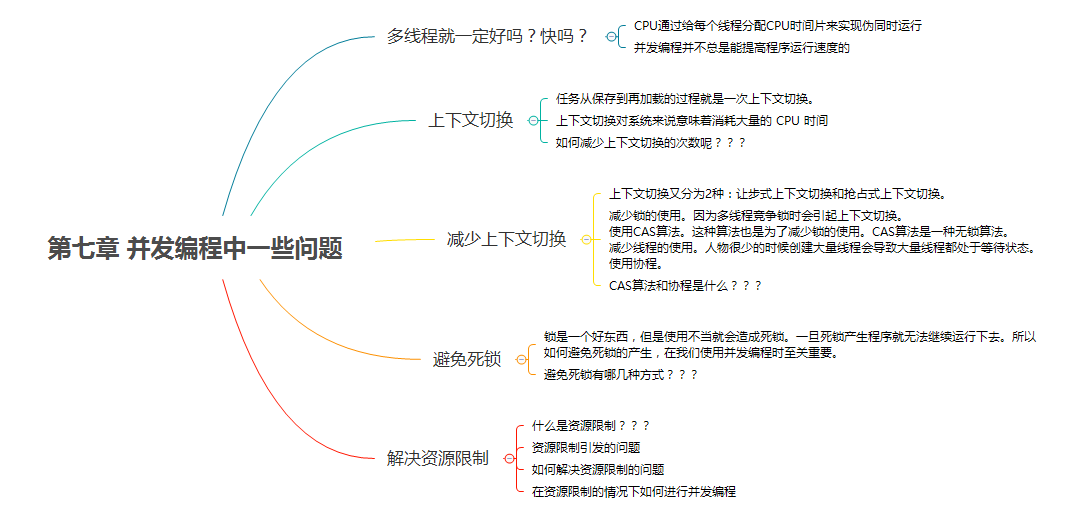 第七章 并发编程中一些问题
多线程就一定好吗？快吗？
CPU通过给每个线程分配CPU时间片来实现伪同时运行
并发编程并不总是能提高程序运行速度的
上下文切换
任务从保存到再加载的过程就是一次上下文切换。
上下文切换对系统来说意味着消耗大量的 CPU 时间
如何减少上下文切换的次数呢？？？
减少上下文切换
上下文切换又分为2种：让步式上下文切换和抢占式上下文切换。
减少锁的使用。因为多线程竞争锁时会引起上下文切换。
使用CAS算法。这种算法也是为了减少锁的使用。CAS算法是一种无锁算法。
减少线程的使用。人物很少的时候创建大量线程会导致大量线程都处于等待状态。
使用协程。
CAS算法和协程是什么？？？
避免死锁
锁是一个好东西，但是使用不当就会造成死锁。一旦死锁产生程序就无法继续运行下去。所以
如何避免死锁的产生，在我们使用并发编程时至关重要。
避免死锁有哪几种方式？？？
解决资源限制
什么是资源限制？？？
资源限制引发的问题
如何解决资源限制的问题
在资源限制的情况下如何进行并发编程